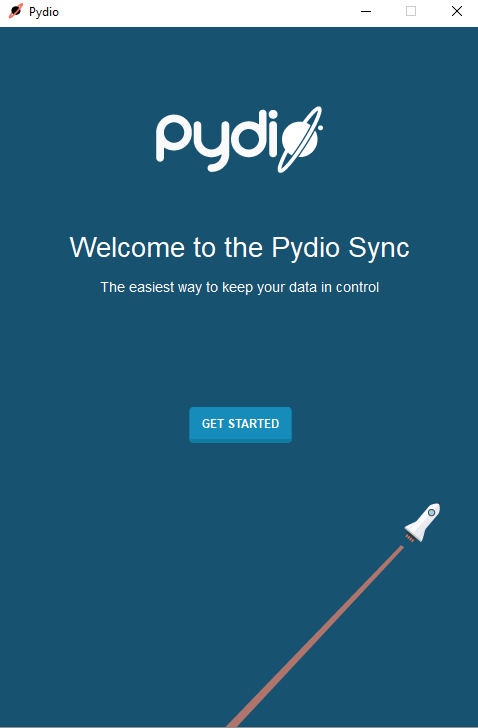 Pydio
pydio
Welcome to the Pydio Sync
The easiest way to keep your data in control
GET STARTED